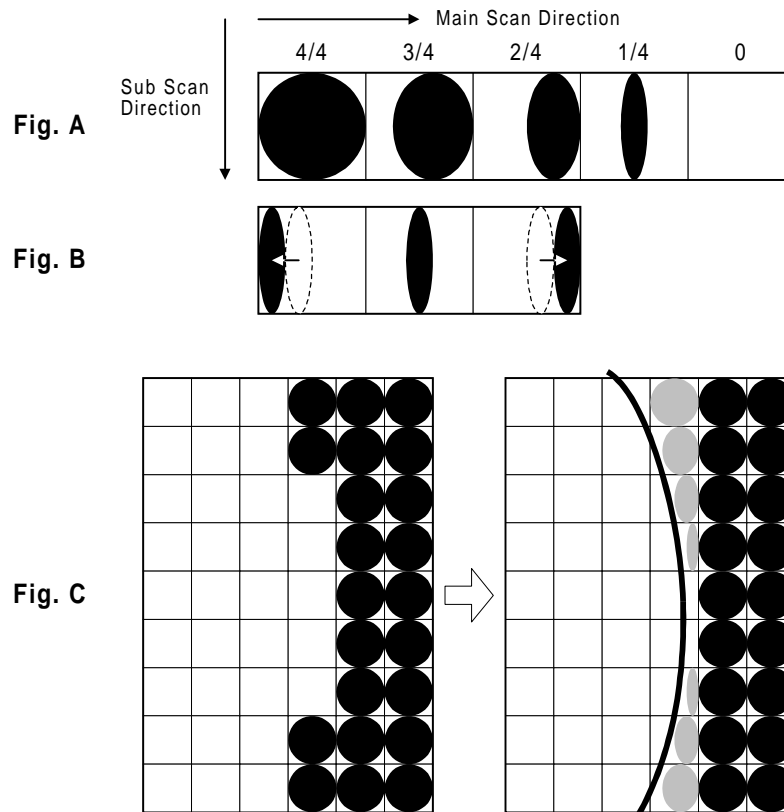 Main Scan Direction
4/4 3/4 2/4 1/4 0
Sub Scan
Direction
Fig. A
Fig. B
Fig. C